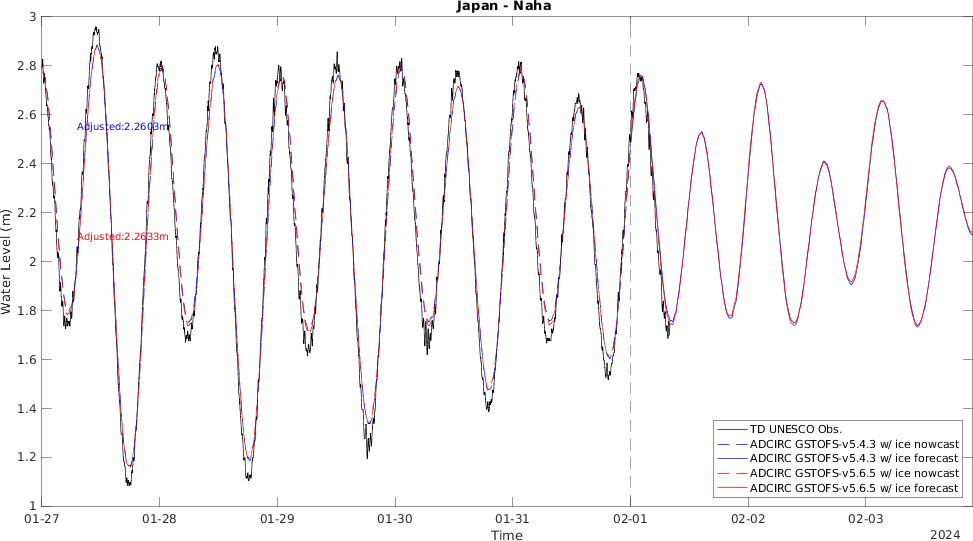 Japan - Naha
3
2.8
2.6
2.4
2.2
2
1.8
1.6
1.4
1.2
1
Water Level (m)
Adjusted:2.2603m
Adjusted:2.2633m
TD UNESCO Obs.
ADCIRC GSTOFS-v5.4.3 w/ ice nowcast
ADCIRC GSTOFS-v5.4.3 w/ ice forecast
ADCIRC GSTOFS-v5.6.5 w/ ice nowcast
ADCIRC GSTOFS-v5.6.5 w/ ice forecast
01-27 01-28 01-29 01-30 01-31 02-01 02-02 02-03
Time
2024